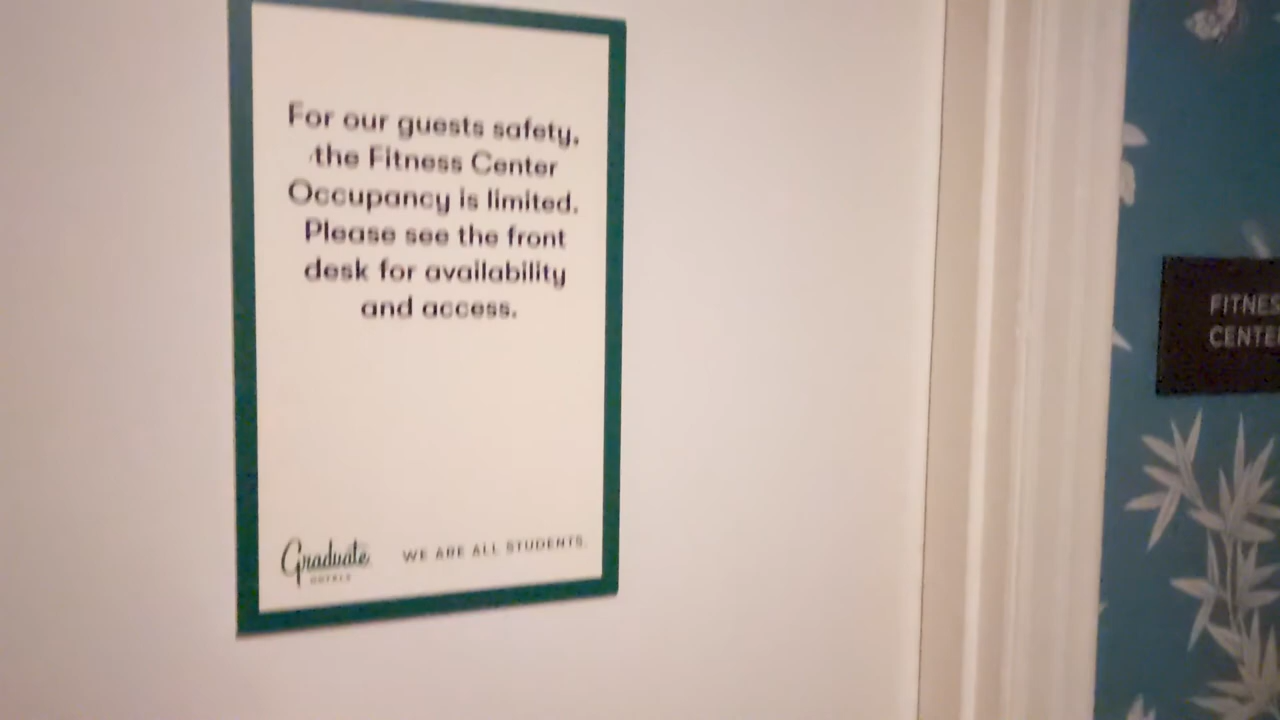 For our guests safety,
the Fitness Center
Occupancy is limited.
Please see the front
desk for availability
and access.
Graduate
HOTELS
WE ARE ALL STUDENTS.
FITNES
CENTE